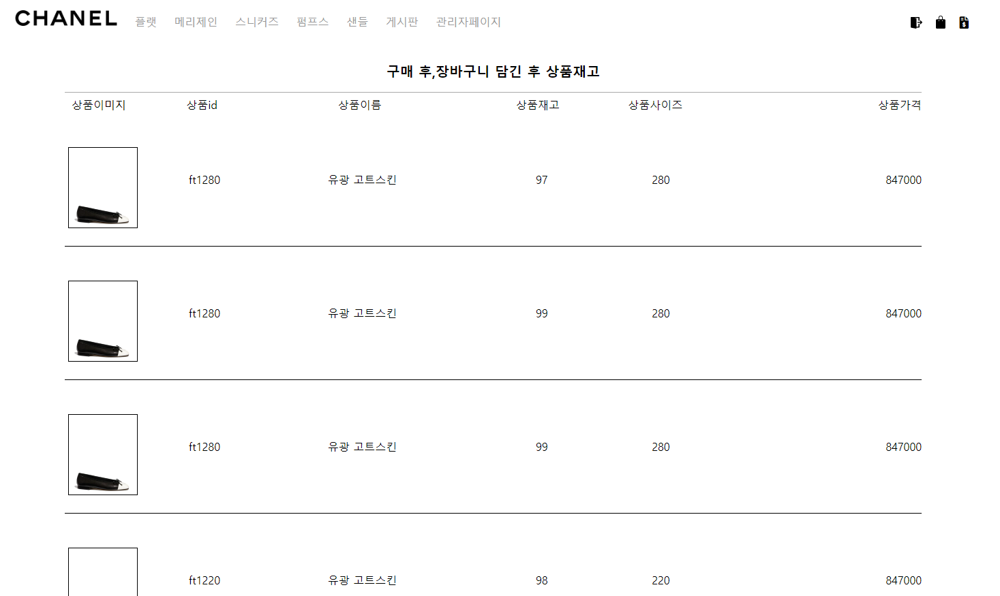 CHANEL 플랫 메리제인 스니커즈 펌프스 샌들 게시판 관리자페이지
구매 후,장바구니 담긴 후 상품재고
상품이미지 상품id 상품이름 상품재고 상품사이즈 상품가격
ft1280 유광 고트스킨 97 280 847000
ft1280 유광 고트스킨 99 280 847000
ft1280 유광 고트스킨 99 280 847000
ft1220 유광 고트스킨 98 220 847000